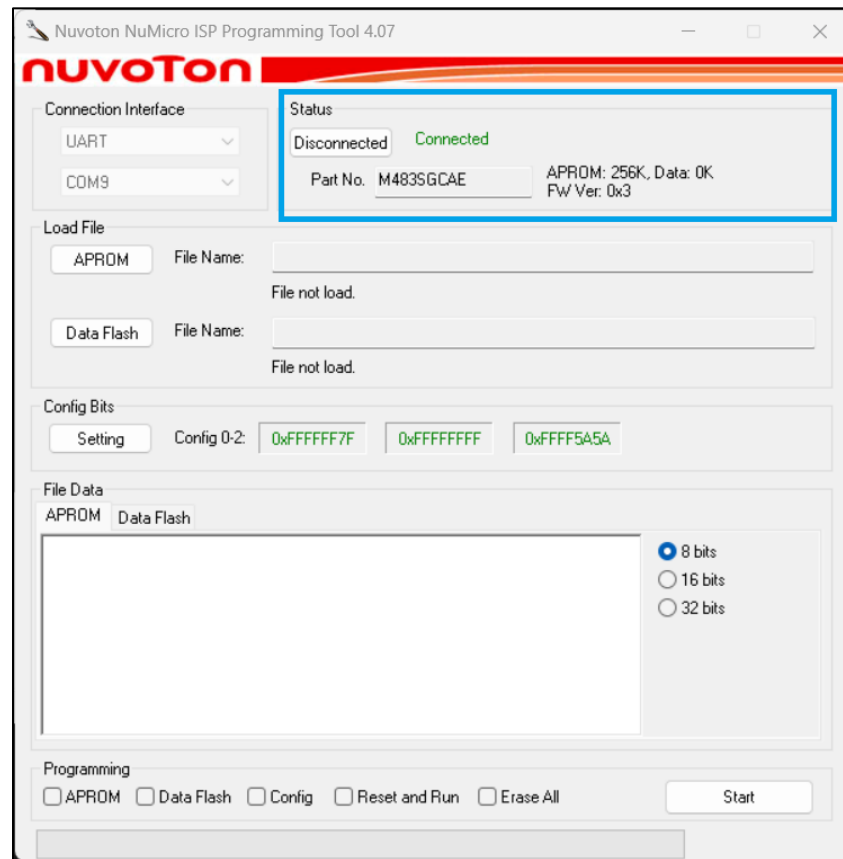 Nuvoton NuMicro ISP Programming Tool 4.07
nuvoTon
Connection Interface
UART
COM9
Status
Disconnected Connected
Part No. M483SGCAE APROM: 256K, Data: 0K
FW Ver: 0x3
Load File
APROM File Name:
File not load.
Data Flash File Name:
File not load.
Config Bits
Setting Config 0-2: 0xFFFFFF7F 0xFFFFFFFF 0xFFFF5A5A
File Data
APROM Data Flash
8 bits
16 bits
32 bits
Programming
APROM Data Flash Config Reset and Run Erase All Start